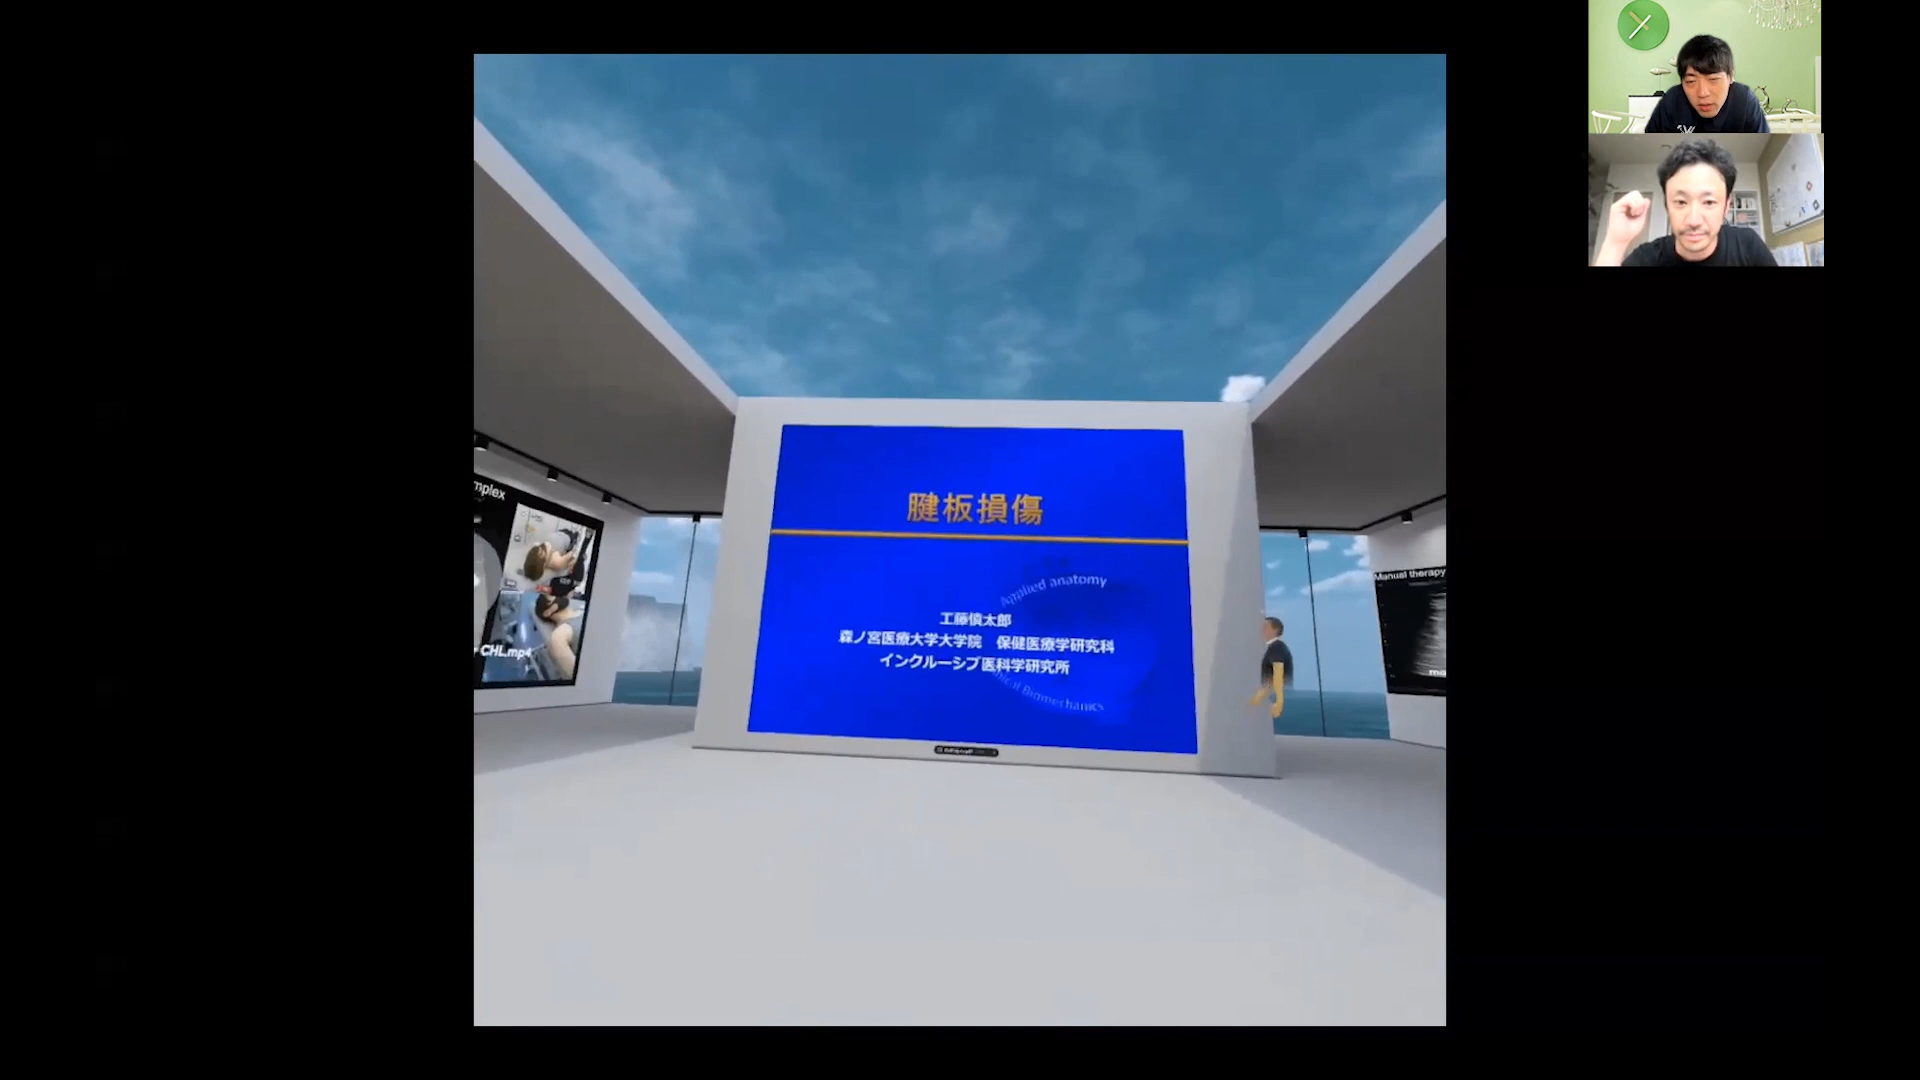 mplex
CHL.mp4
腱板損傷
Applied anatomy
工藤慎太郎
森ノ宮医療大学大学院 保健医療学研究科
インクルーシブ医科学研究所
Biomechanics
Manual therapy